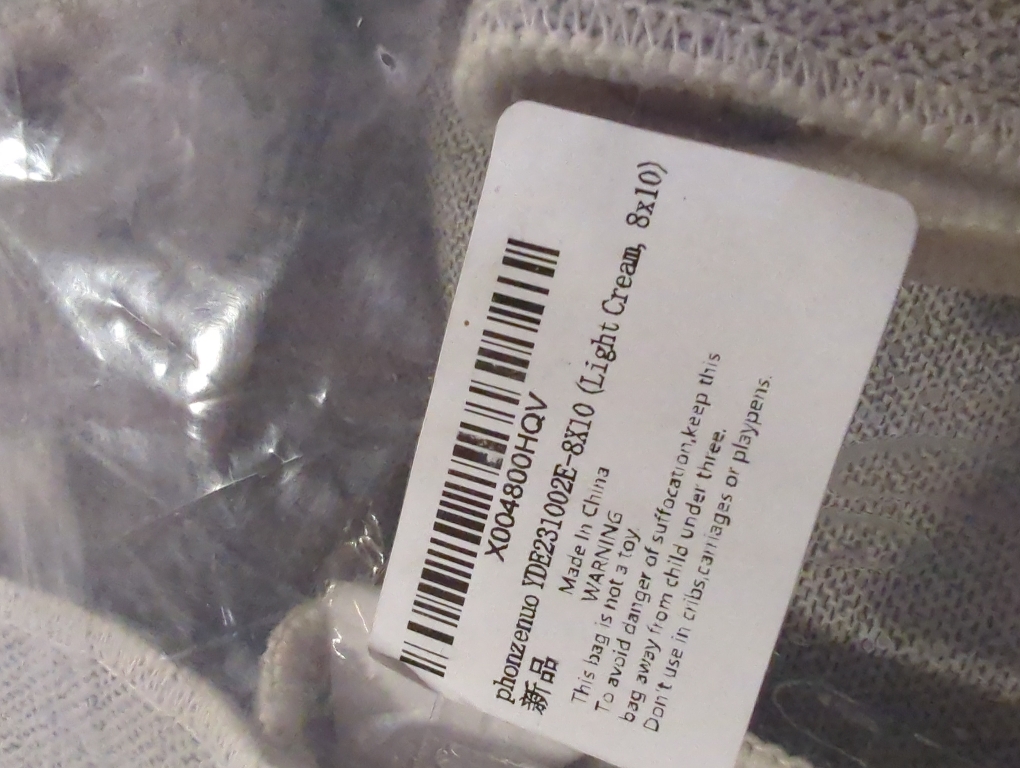 X004800HQV
phonzenuo YDE231002E-8X10 (Light Cream, 8x10)
新品
Made In China
WARNING
This bag is not a toy.
To avoid danger of suffocation,keep this
bag away from child under three.
Don't use in cribs,carriages or playpens.